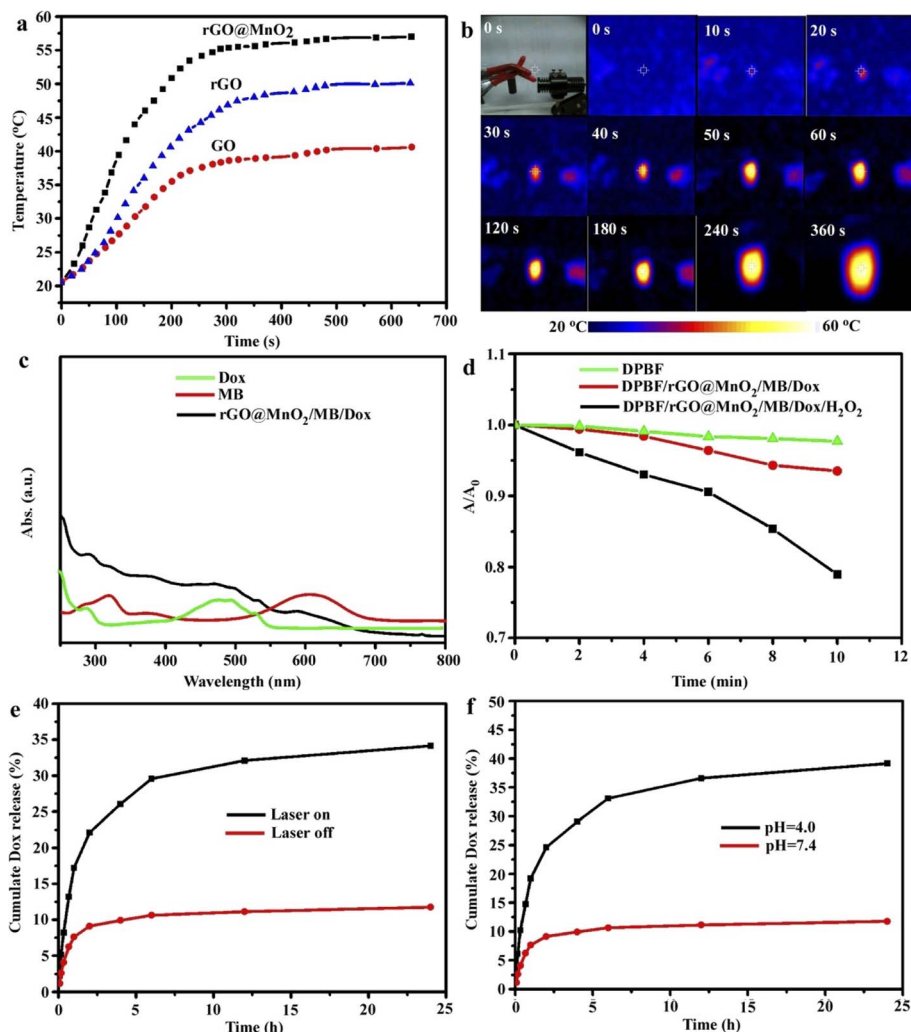 a
rGO@MnO₂
rGO
GO
Temperature (ºC)
60
55
50
45
40
35
30
25
20
0 100 200 300 400 500 600 700
Time (s)
b
0 s 0 s 10 s 20 s
30 s 40 s 50 s 60 s
120 s 180 s 240 s 360 s
20 ºC 60 ºC
c
Dox
MB
rGO@MnO₂/MB/Dox
Abs. (a.u.)
300 400 500 600 700 800
Wavelength (nm)
d
DPBF
DPBF/rGO@MnO₂/MB/Dox
DPBF/rGO@MnO₂/MB/Dox/H₂O₂
A/A₀
1.1
1.0
0.9
0.8
0.7
0 2 4 6 8 10 12
Time (min)
e
Laser on
Laser off
Cumulate Dox release (%)
40
35
30
25
20
15
10
5
0
0 5 10 15 20 25
Time (h)
f
pH=4.0
pH=7.4
Cumulate Dox release (%)
50
45
40
35
30
25
20
15
10
5
0
0 5 10 15 20 25
Time (h)